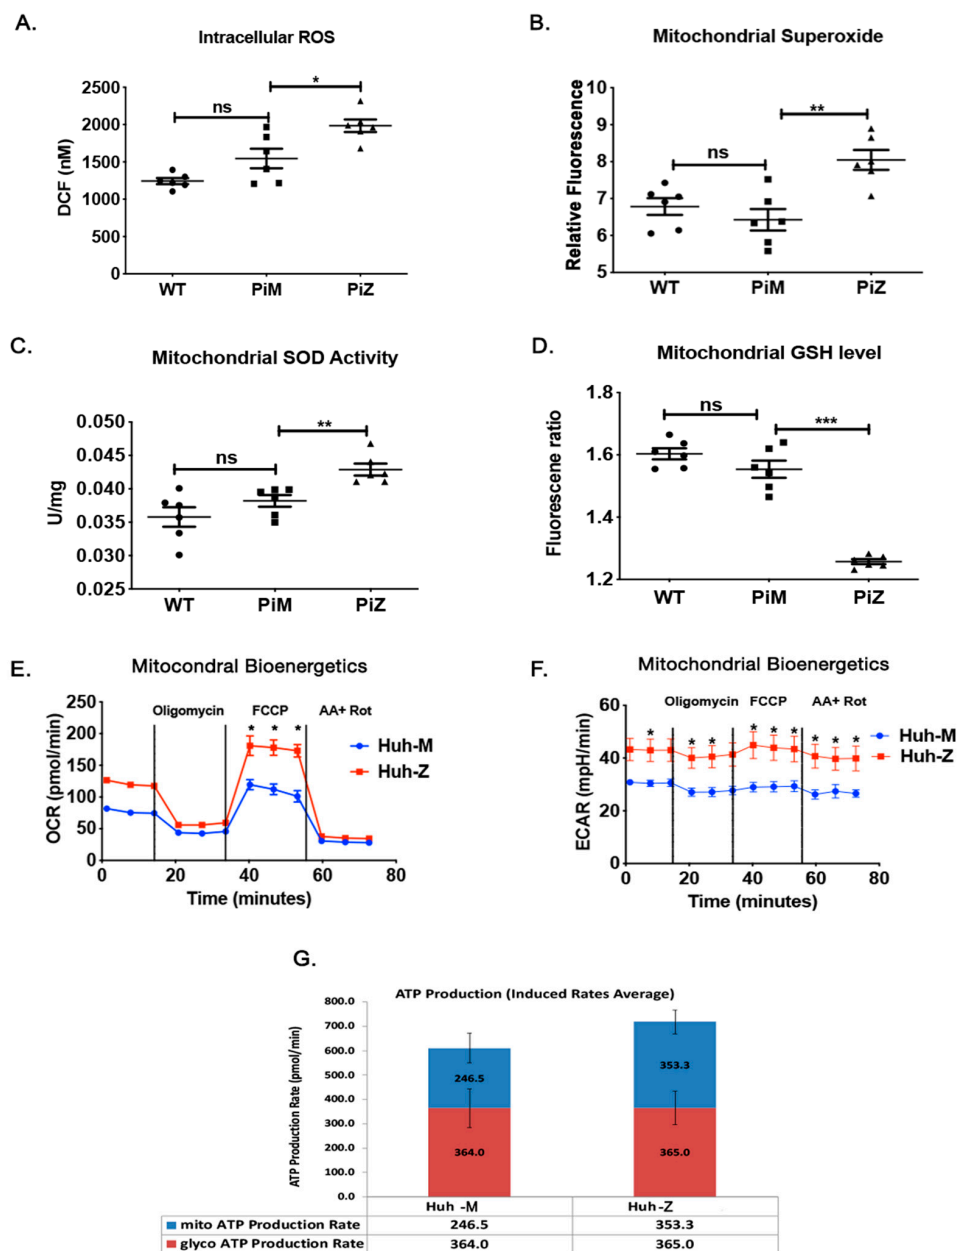 A.
Intracellular ROS
DCF (nM)
2500
2000
1500
1000
500
0
ns
*
WT PiM PiZ
B.
Mitochondrial Superoxide
Relative Fluorescence
10
9
8
7
6
5
ns
**
WT PiM PiZ
C.
Mitochondrial SOD Activity
U/mg
0.050
0.045
0.040
0.035
0.030
0.025
ns
**
WT PiM PiZ
D.
Mitochondrial GSH level
Fluorescene ratio
1.8
1.6
1.4
1.2
ns
***
WT PiM PiZ
E.
Mitocondral Bioenergetics
Oligomycin FCCP AA+ Rot
OCR (pmol/min)
250
200
150
100
50
0
* * *
Huh-M
Huh-Z
0 20 40 60 80
Time (minutes)
F.
Mitochondrial Bioenergetics
Oligomycin FCCP AA+ Rot
ECAR (mpH/min)
60
40
20
0
* * * * * * * * *
Huh-M
Huh-Z
0 20 40 60 80
Time (minutes)
G.
ATP Production (Induced Rates Average)
ATP Production Rate (pmol/min)
800.0
700.0
600.0
500.0
400.0
300.0
200.0
100.0
0.0
246.5
364.0
353.3
365.0
Huh -M Huh-Z
mito ATP Production Rate 246.5 353.3
glyco ATP Production Rate 364.0 365.0